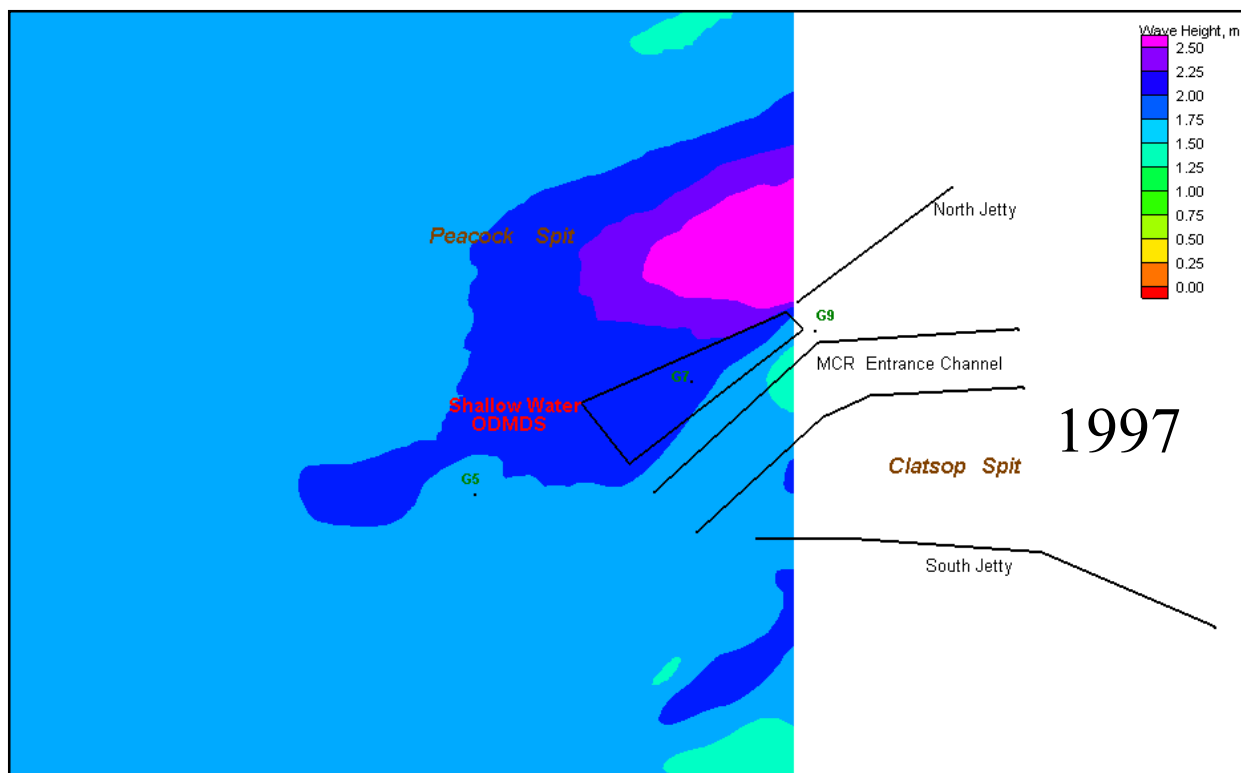 Wave Height, m
2.50
2.25
2.00
1.75
1.50
1.00
0.75
0.50
0.25
0.00
North Jetty
Peacock Spit
G9
MCR Entrance Channel
G7
Shallow Water
ODMDS
1997
Clatsop Spit
G5
South Jetty